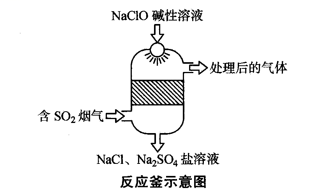 NaClO 碱性溶液
处理后的气体
含 SO₂ 烟气
NaCl、Na₂SO₄ 盐溶液
反应釜示意图